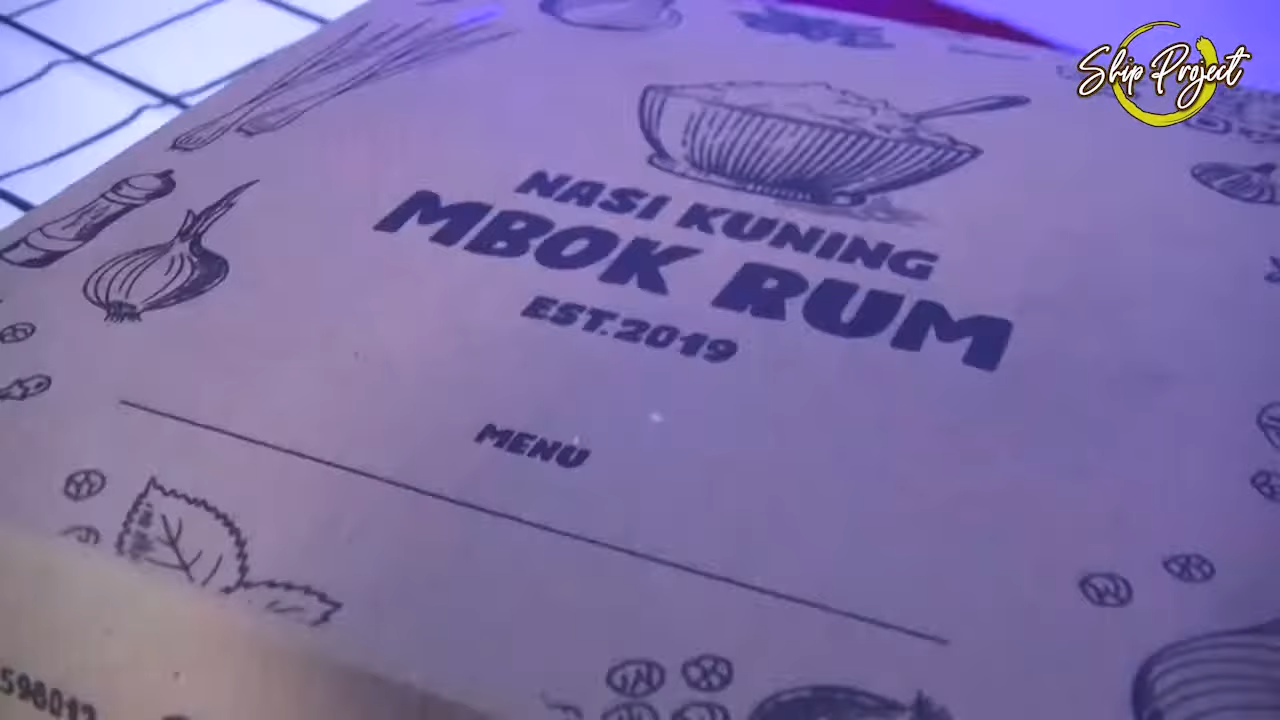 Ship Project
NASI KUNING
MBOK RUM
EST.2019
MENU